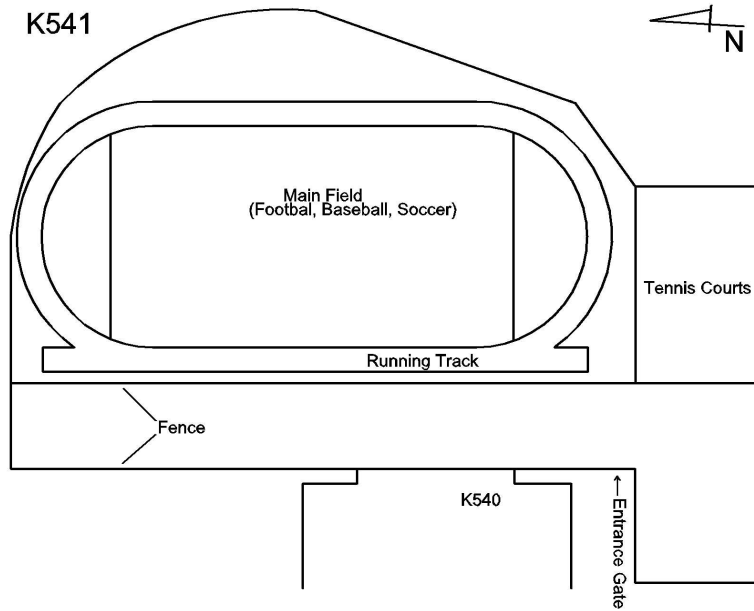 K541
N
Main Field
(Footbal, Baseball, Soccer)
Tennis Courts
Running Track
Fence
K540
Entrance Gate